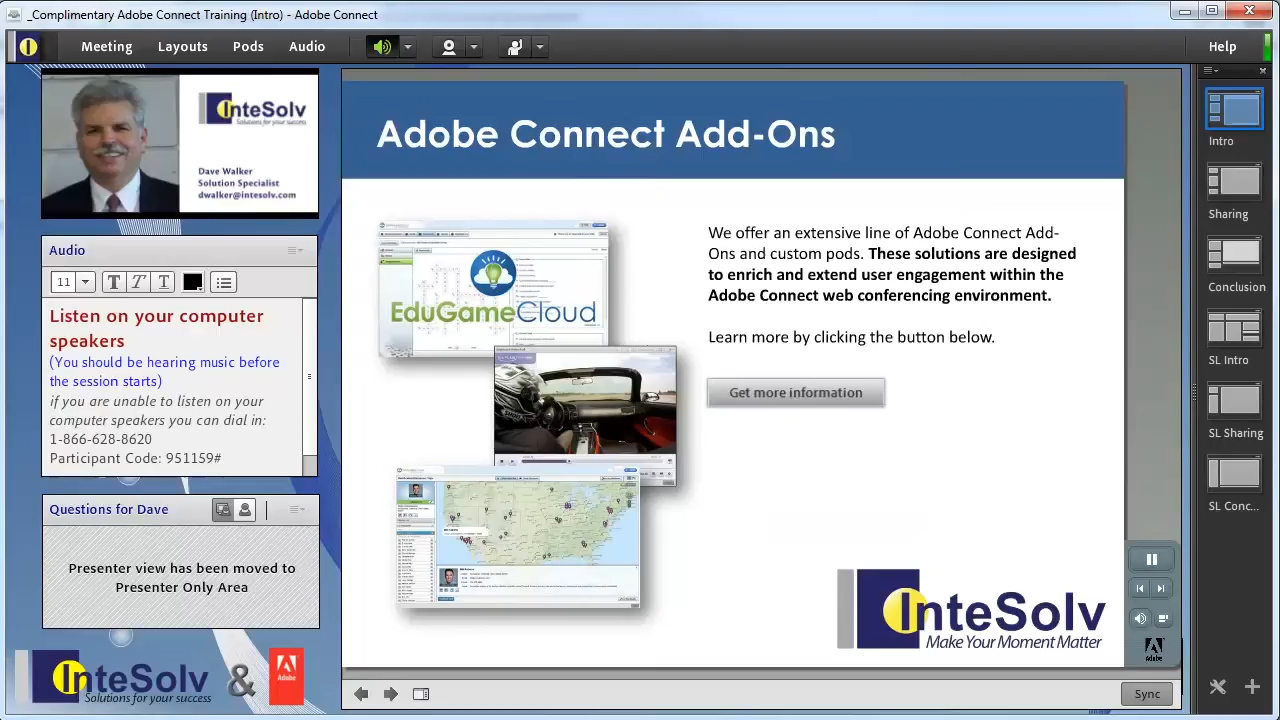 _Complimentary Adobe Connect Training (Intro) - Adobe Connect
Meeting
Layouts
Pods
Audio
Help
InteSolv
Solutions for your success
Dave Walker
Solution Specialist
dwalker@intesolv.com
Audio
11
T
T
T
Listen on your computer
speakers
(You should be hearing music before
the session starts)
if you are unable to listen on your
computer speakers you can dial in:
1-866-628-8620
Participant Code: 951159#
Questions for Dave
Presenter View has been moved to
Presenter Only Area
InteSolv
Solutions for your success
&
Adobe
Adobe Connect Add-Ons
EduGameCloud
We offer an extensive line of Adobe Connect Add-
Ons and custom pods. These solutions are designed
to enrich and extend user engagement within the
Adobe Connect web conferencing environment.
Learn more by clicking the button below.
Get more information
InteSolv
Make Your Moment Matter
Adobe
Sync
Intro
Sharing
Conclusion
SL Intro
SL Sharing
SL Conc...